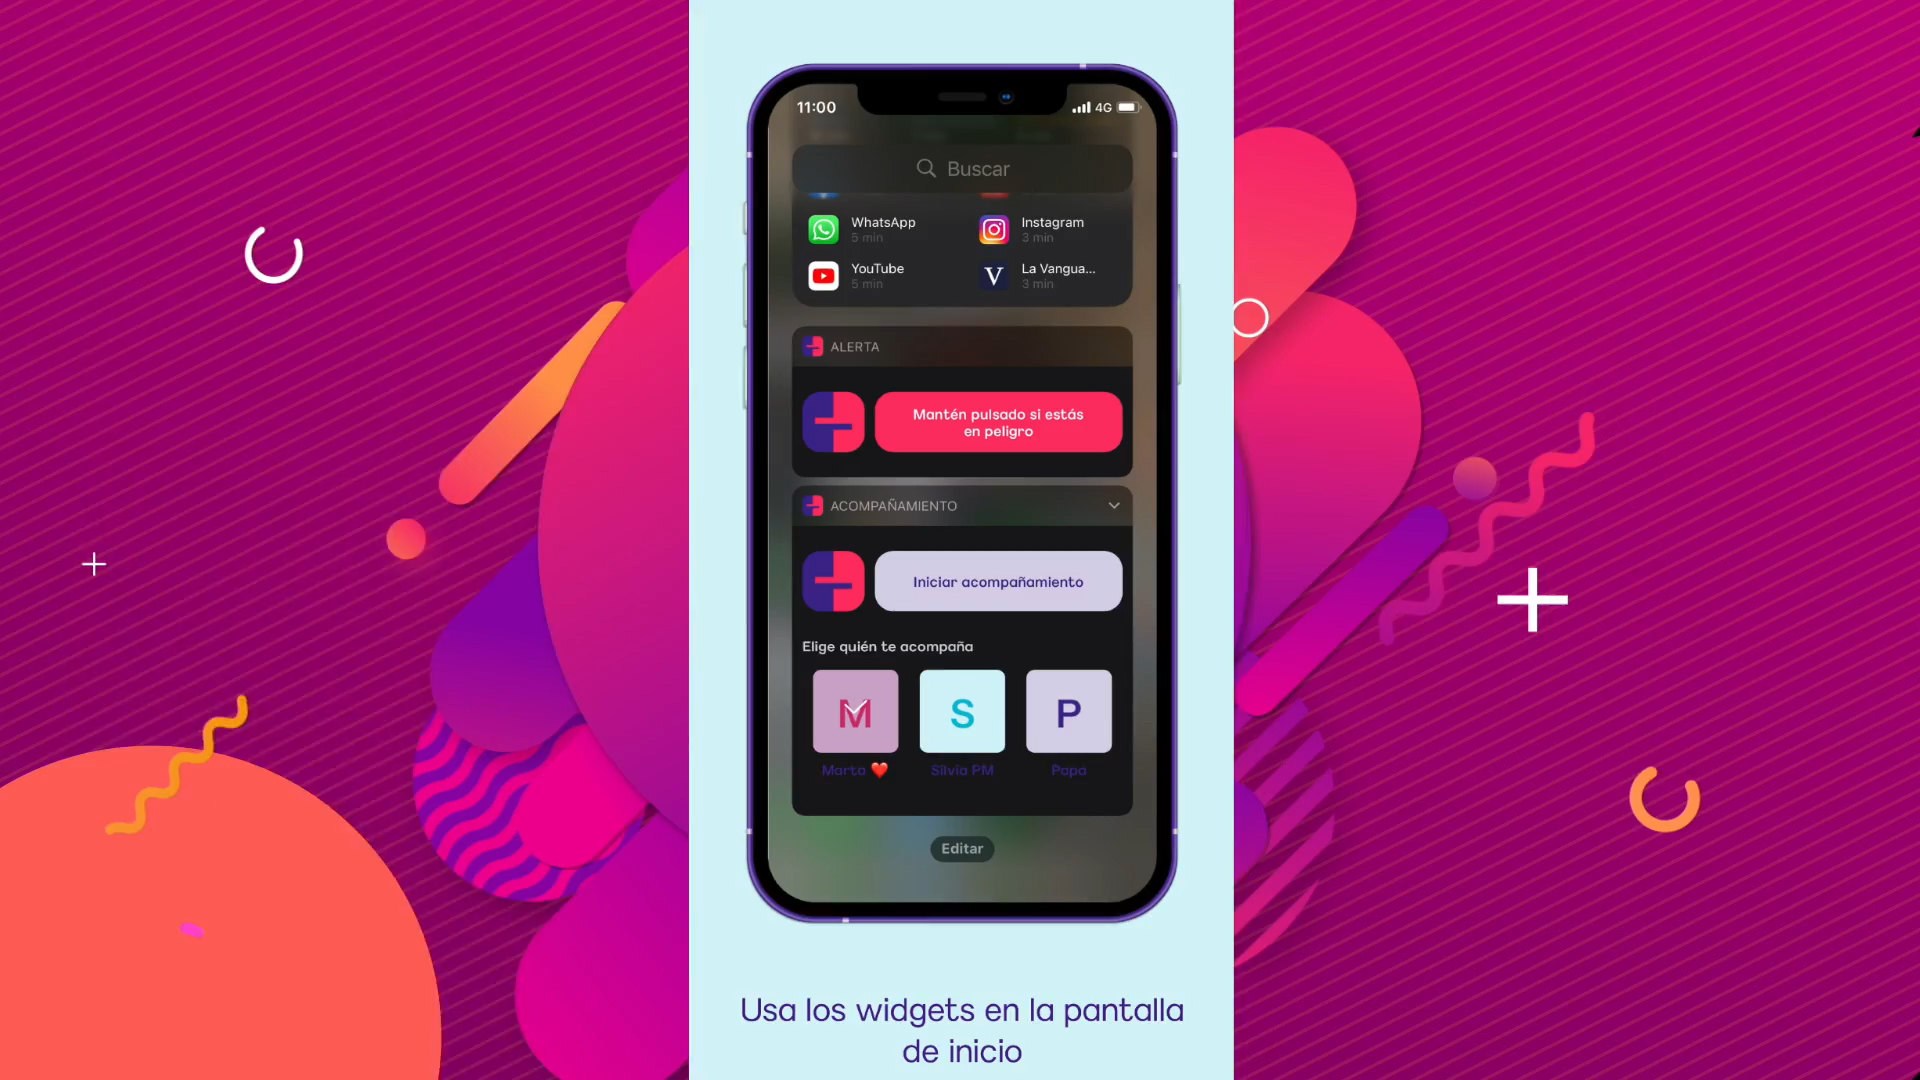 11:00
4G
Buscar
WhatsApp
5 min
Instagram
3 min
YouTube
5 min
V
La Vangua...
3 min
ALERTA
Mantén pulsado si estás
en peligro
ACOMPAÑAMIENTO
Iniciar acompañamiento
Elige quién te acompaña
M
S
P
Marta ❤️
Silvia PM
Papa
Editar
Usa los widgets en la pantalla
de inicio